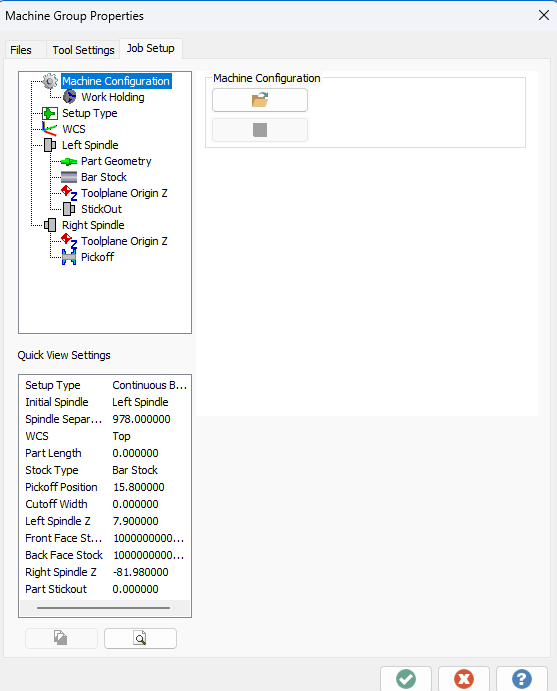 Machine Group Properties
Files Tool Settings Job Setup
Machine Configuration
Work Holding
Setup Type
WCS
Left Spindle
Part Geometry
Bar Stock
Toolplane Origin Z
StickOut
Right Spindle
Toolplane Origin Z
Pickoff
Machine Configuration
Quick View Settings
Setup Type Continuous B...
Initial Spindle Left Spindle
Spindle Separ... 978.000000
WCS Top
Part Length 0.000000
Stock Type Bar Stock
Pickoff Position 15.800000
Cutoff Width 0.000000
Left Spindle Z 7.900000
Front Face St... 1000000000...
Back Face Stock 1000000000...
Right Spindle Z -81.980000
Part Stickout 0.000000